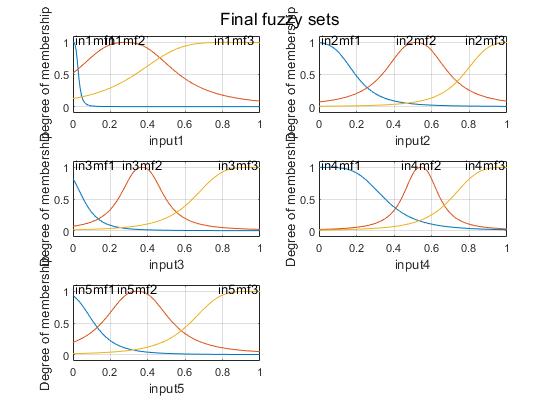 Final fuzzy sets
Degree of membership
1
0.5
0
in1mf1 in1mf2 in1mf3
0 0.2 0.4 0.6 0.8 1
input1
Degree of membership
1
0.5
0
in2mf1 in2mf2 in2mf3
0 0.2 0.4 0.6 0.8 1
input2
Degree of membership
1
0.5
0
in3mf1 in3mf2 in3mf3
0 0.2 0.4 0.6 0.8 1
input3
Degree of membership
1
0.5
0
in4mf1 in4mf2 in4mf3
0 0.2 0.4 0.6 0.8 1
input4
Degree of membership
1
0.5
0
in5mf1 in5mf2 in5mf3
0 0.2 0.4 0.6 0.8 1
input5